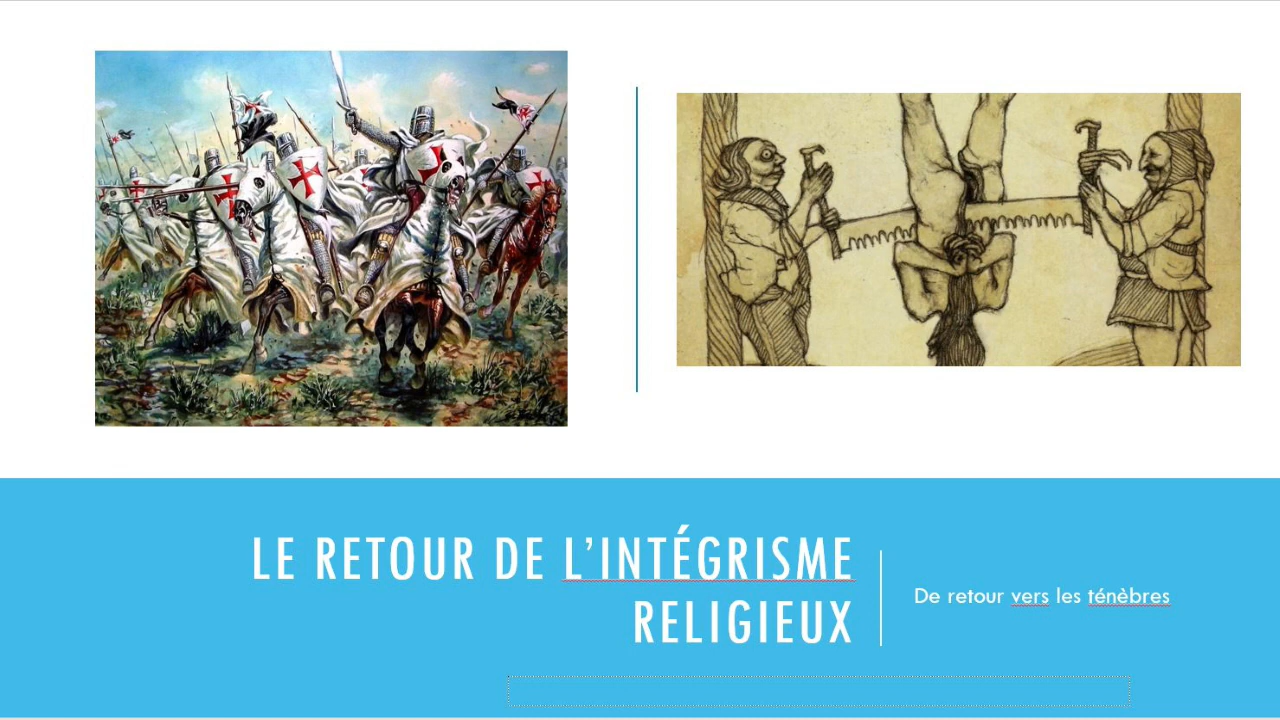 LE RETOUR DE L’INTÉGRISME
RELIGIEUX
De retour vers les ténèbres